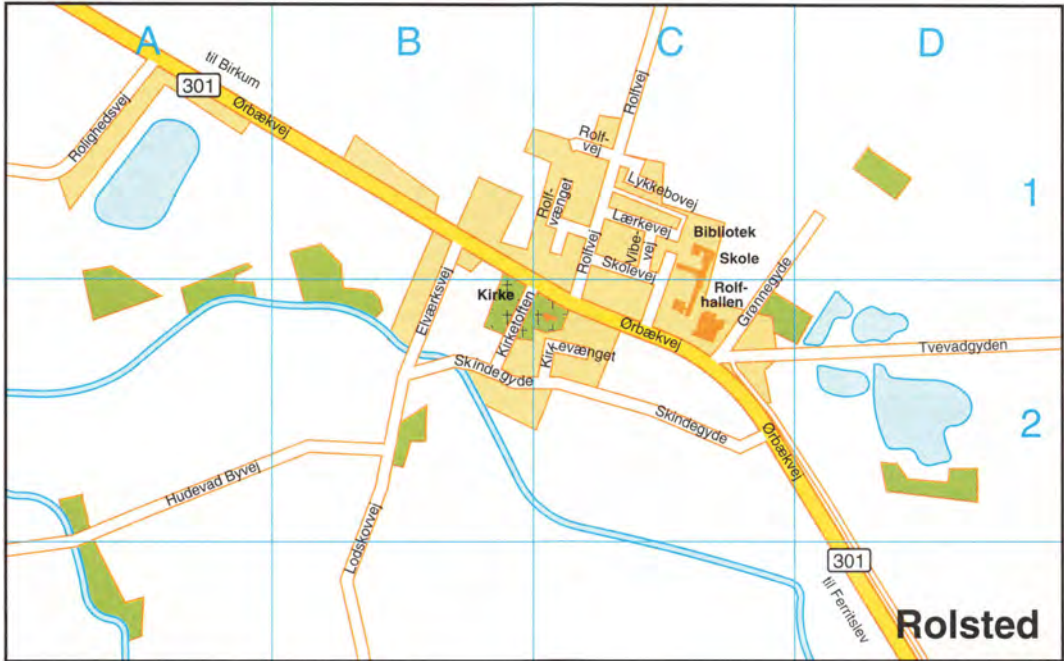 A
B
C
D
til Birkum
301
Rolfvej
Ørbækvej
Rolighedsvej
Rolf-
vej
Lykkebovej
1
Rolf-
vænget
Lærkevej
Vibe-
vej
Bibliotek
Skole
Rolfvej
Skolevej
Elværksvej
Kirke
Rolf-
hallen
Grønnegyde
Kirketoften
Ørbækvej
Tvevadgyden
Kirkevænget
Skindegyde
Skindegyde
2
Ørbækvej
Hudevad Byvej
Lodskovvej
301
til Ferritslev
Rolsted